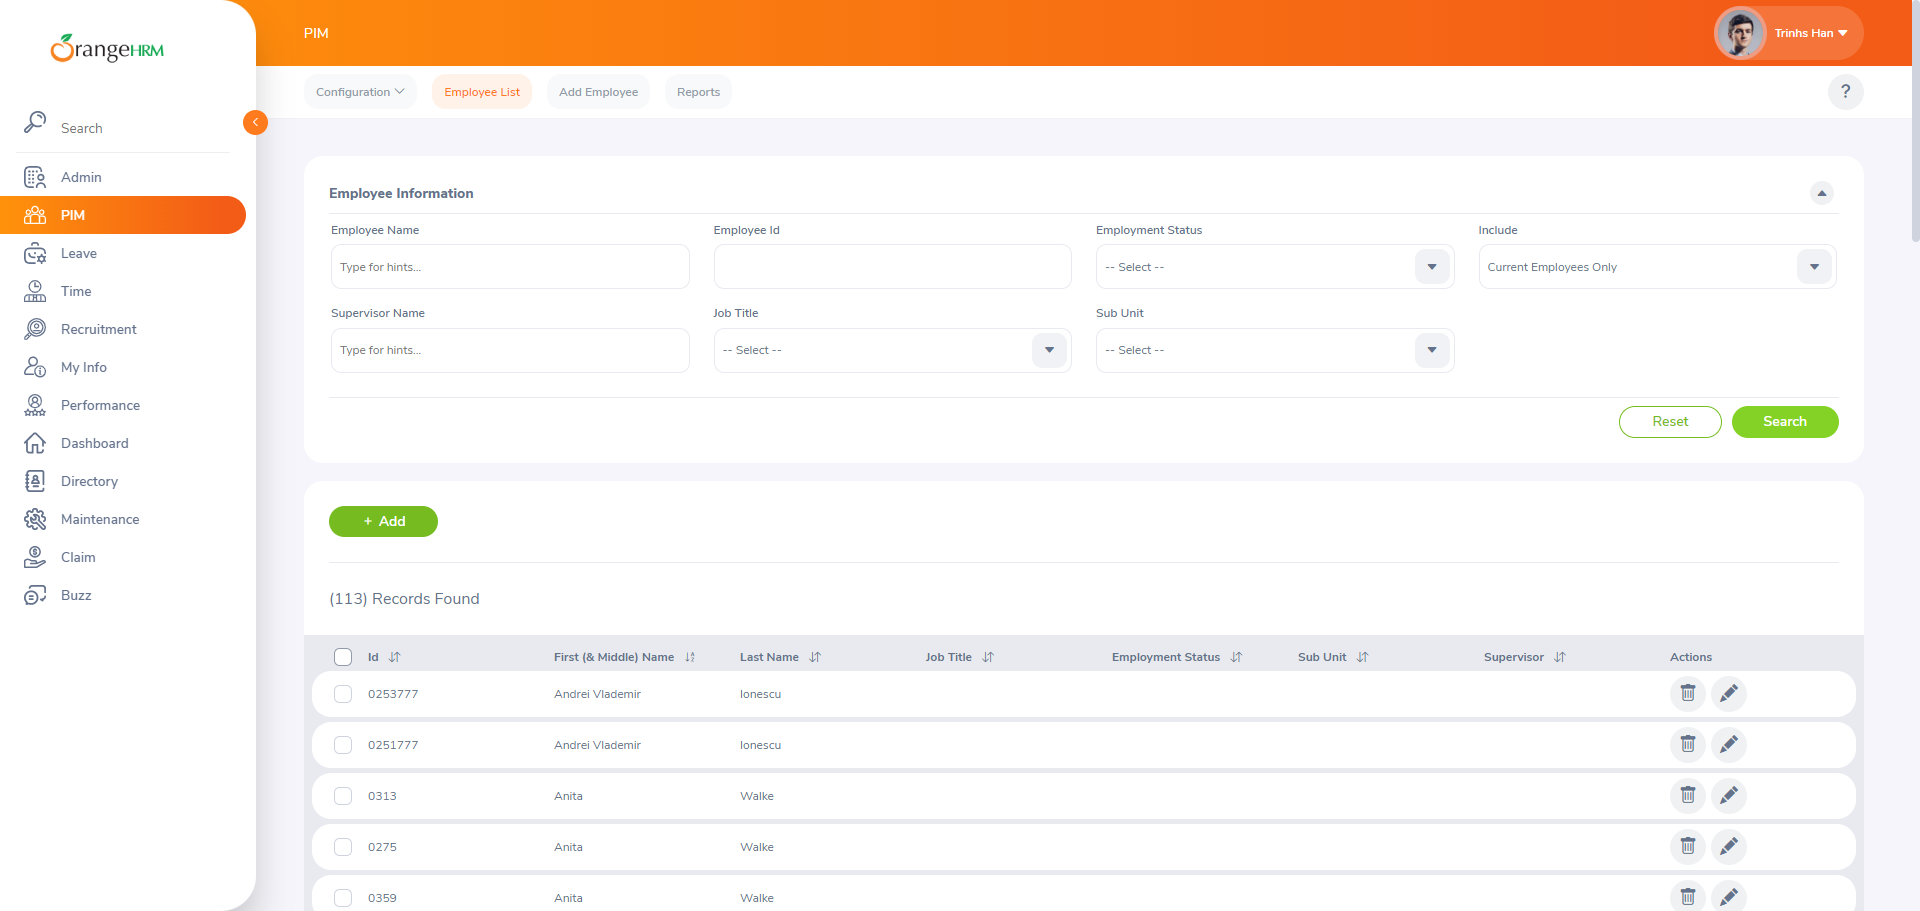 OrangeHRM
PIM
Trinhs Han
Configuration
Employee List
Add Employee
Reports
?
Search
Admin
PIM
Leave
Time
Recruitment
My Info
Performance
Dashboard
Directory
Maintenance
Claim
Buzz
Employee Information
Employee Name
Employee Id
Employment Status
Include
Type for hints...
-- Select --
Current Employees Only
Supervisor Name
Job Title
Sub Unit
Type for hints...
-- Select --
-- Select --
Reset
Search
+ Add
(113) Records Found
Id First (& Middle) Name Last Name Job Title Employment Status Sub Unit Supervisor Actions
0253777 Andrei Vlademir Ionescu
0251777 Andrei Vlademir Ionescu
0313 Anita Walke
0275 Anita Walke
0359 Anita Walke